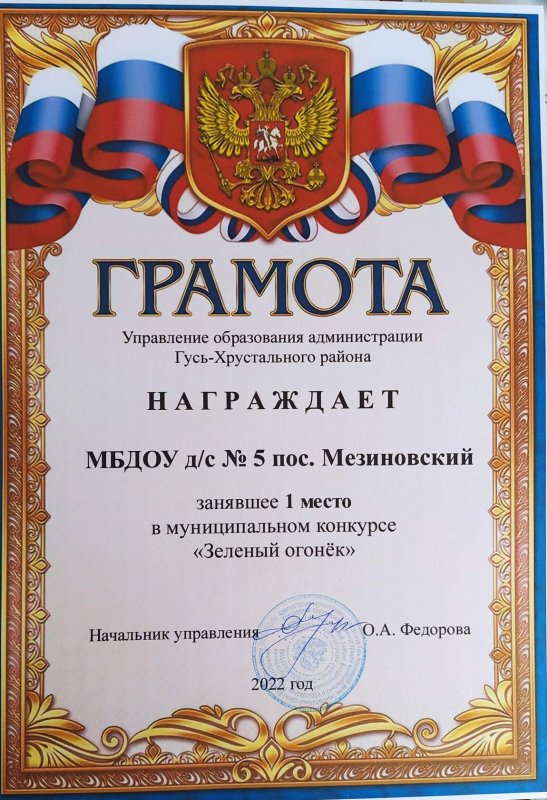 ГРАМОТА
Управление образования администрации
Гусь-Хрустального района
НАГРАЖДАЕТ
МБДОУ д/с № 5 пос. Мезиновский
занявшее 1 место
в муниципальном конкурсе
«Зеленый огонёк»
Начальник управления О.А. Федорова
2022 год